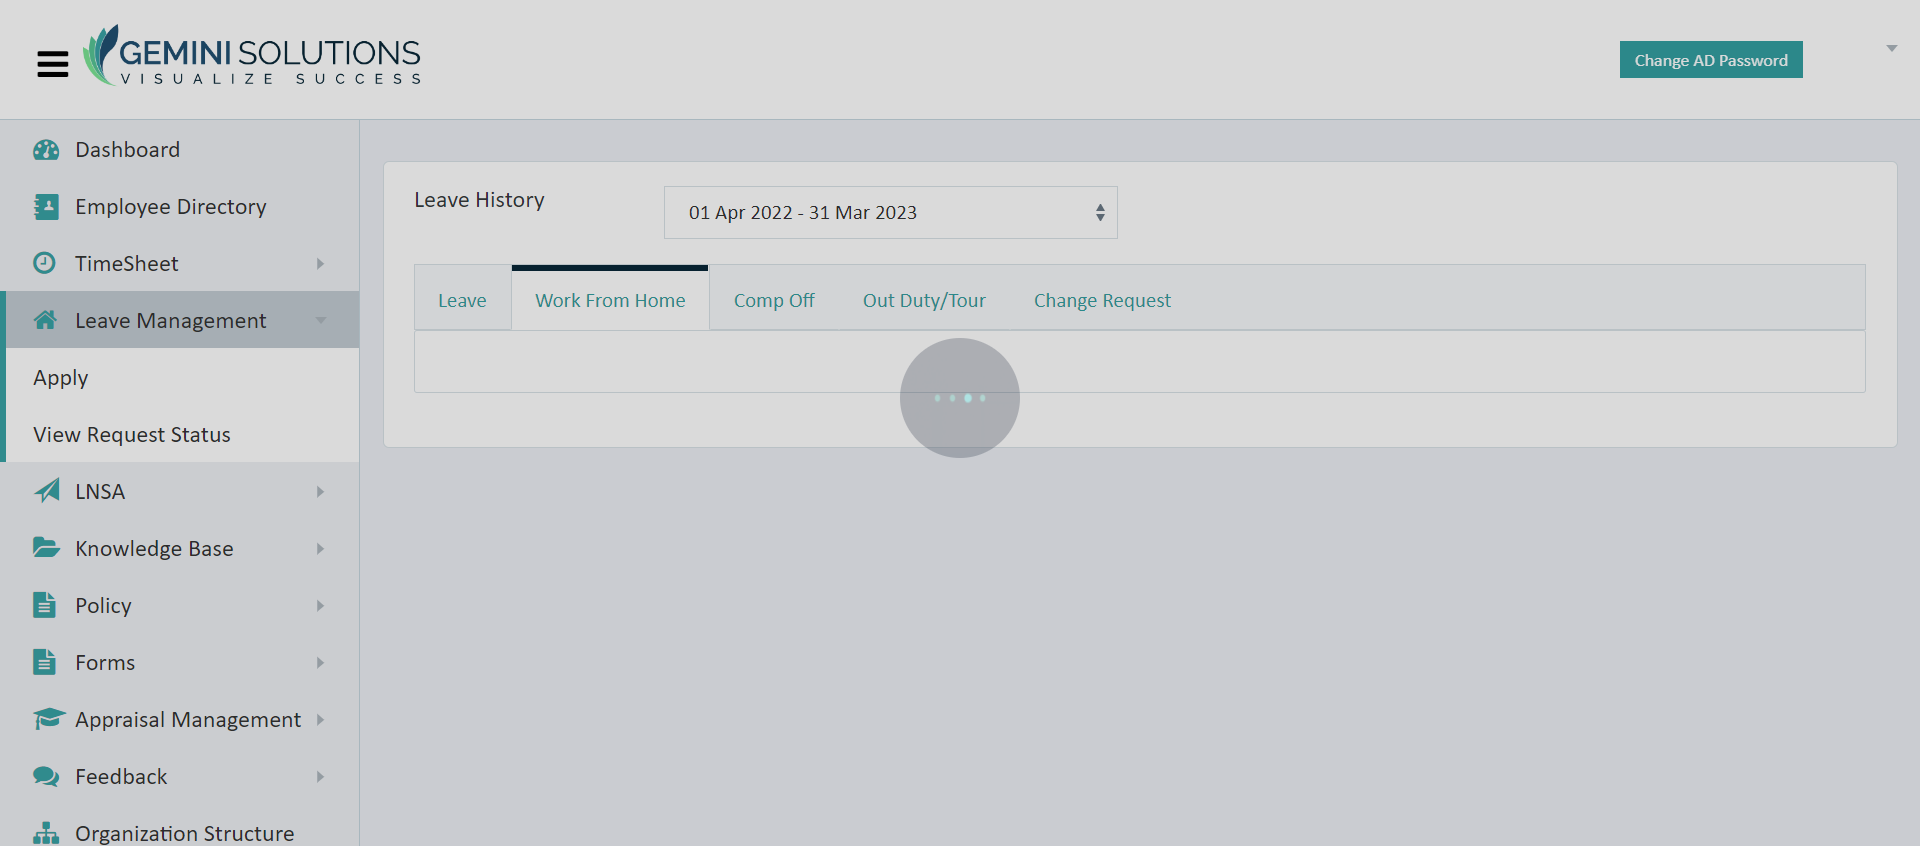 GEMINI SOLUTIONS
VISUALIZE SUCCESS
Change AD Password
Dashboard
Employee Directory
TimeSheet
Leave Management
Apply
View Request Status
LNSA
Knowledge Base
Policy
Forms
Appraisal Management
Feedback
Organization Structure
Leave History
01 Apr 2022 - 31 Mar 2023
Leave Work From Home Comp Off Out Duty/Tour Change Request